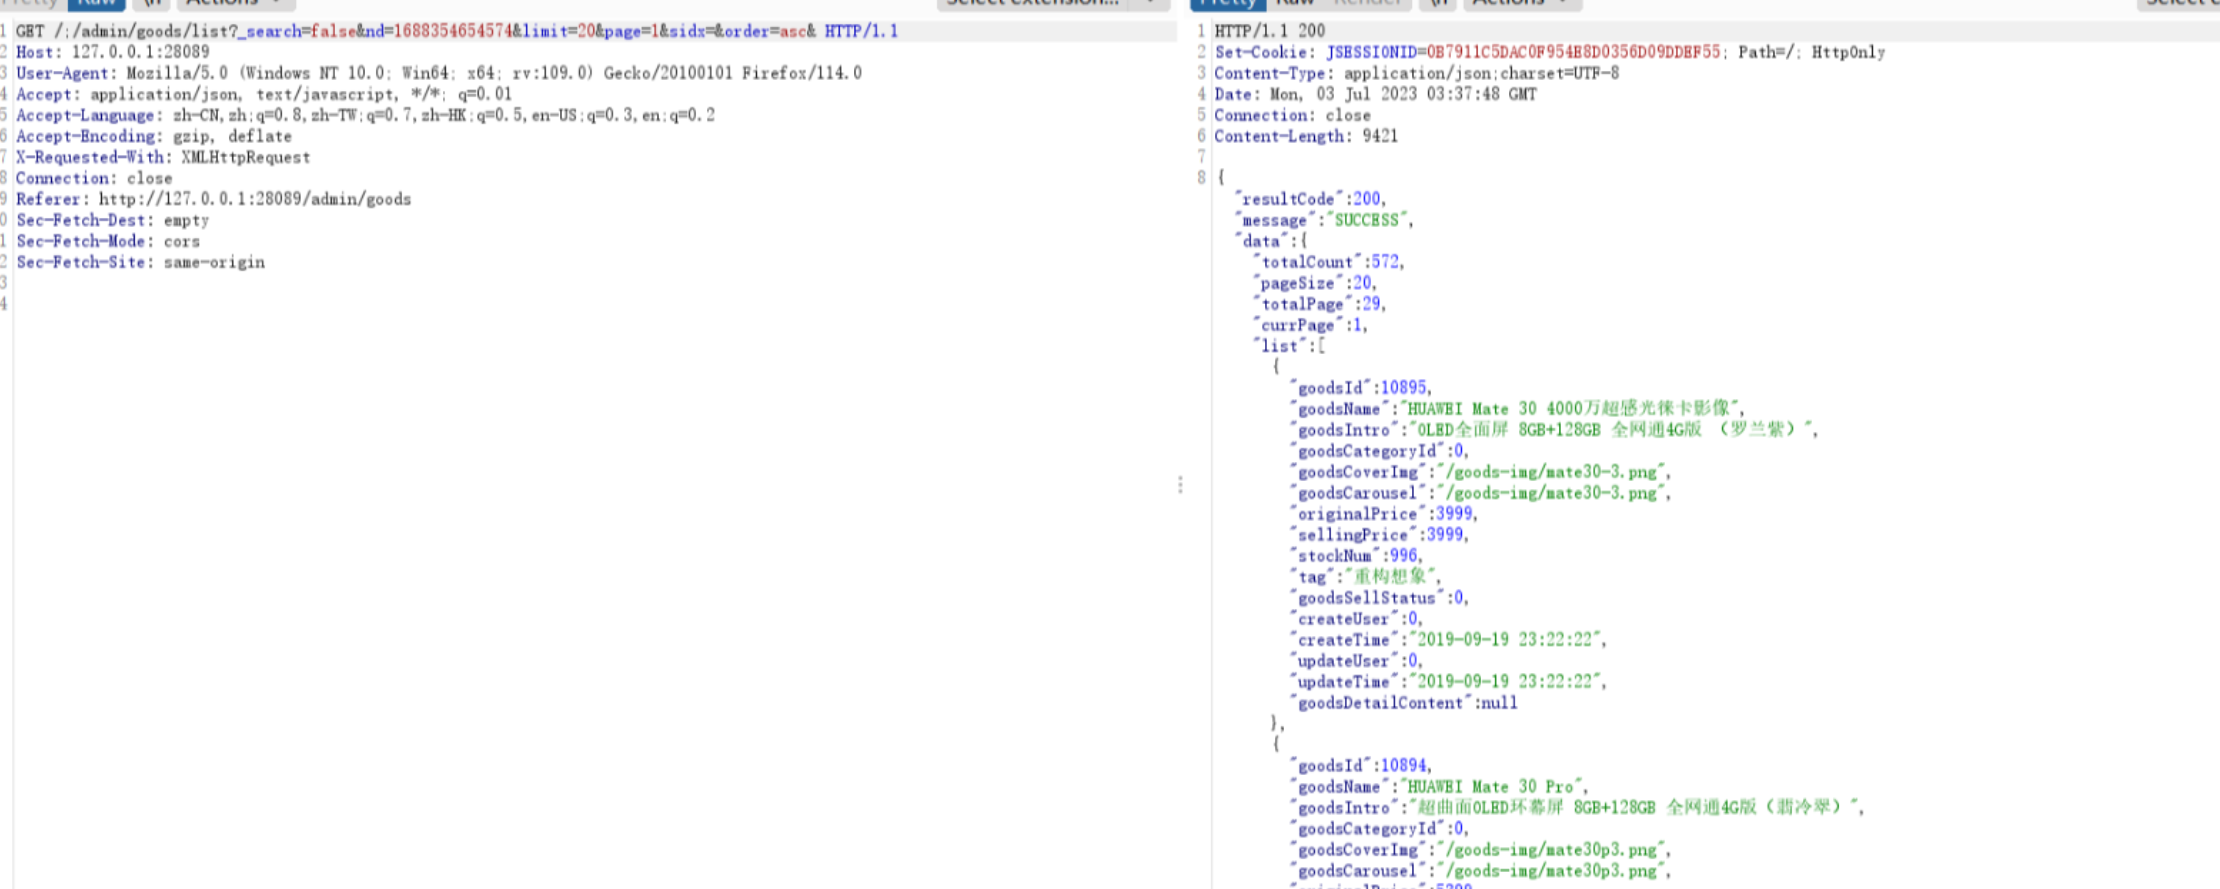 Pretty Raw \n Actions Select extension...
1 GET /;/admin/goods/list?_search=false&nd=1688354654574&limit=20&page=1&sidx=&order=asc& HTTP/1.1
2 Host: 127.0.0.1:28089
3 User-Agent: Mozilla/5.0 (Windows NT 10.0; Win64; x64; rv:109.0) Gecko/20100101 Firefox/114.0
4 Accept: application/json, text/javascript, */*; q=0.01
5 Accept-Language: zh-CN,zh;q=0.8,zh-TW;q=0.7,zh-HK;q=0.5,en-US;q=0.3,en;q=0.2
6 Accept-Encoding: gzip, deflate
7 X-Requested-With: XMLHttpRequest
8 Connection: close
9 Referer: http://127.0.0.1:28089/admin/goods
0 Sec-Fetch-Dest: empty
1 Sec-Fetch-Mode: cors
2 Sec-Fetch-Site: same-origin
3
4
Pretty Raw Render \n Actions Select
1 HTTP/1.1 200
2 Set-Cookie: JSESSIONID=0B7911C5DAC0F954E8D0356D09DDEF55; Path=/; HttpOnly
3 Content-Type: application/json;charset=UTF-8
4 Date: Mon, 03 Jul 2023 03:37:48 GMT
5 Connection: close
6 Content-Length: 9421
7
8 {
"resultCode":200,
"message":"SUCCESS",
"data":{
"totalCount":572,
"pageSize":20,
"totalPage":29,
"currPage":1,
"list":[
{
"goodsId":10895,
"goodsName":"HUAWEI Mate 30 4000万超感光徕卡影像",
"goodsIntro":"OLED全面屏 8GB+128GB 全网通4G版 （罗兰紫）",
"goodsCategoryId":0,
"goodsCoverImg":"/goods-img/mate30-3.png",
"goodsCarousel":"/goods-img/mate30-3.png",
"originalPrice":3999,
"sellingPrice":3999,
"stockNum":996,
"tag":"重构想象",
"goodsSellStatus":0,
"createUser":0,
"createTime":"2019-09-19 23:22:22",
"updateUser":0,
"updateTime":"2019-09-19 23:22:22",
"goodsDetailContent":null
},
{
"goodsId":10894,
"goodsName":"HUAWEI Mate 30 Pro",
"goodsIntro":"超曲面OLED环幕屏 8GB+128GB 全网通4G版（翡冷翠）",
"goodsCategoryId":0,
"goodsCoverImg":"/goods-img/mate30p3.png",
"goodsCarousel":"/goods-img/mate30p3.png",